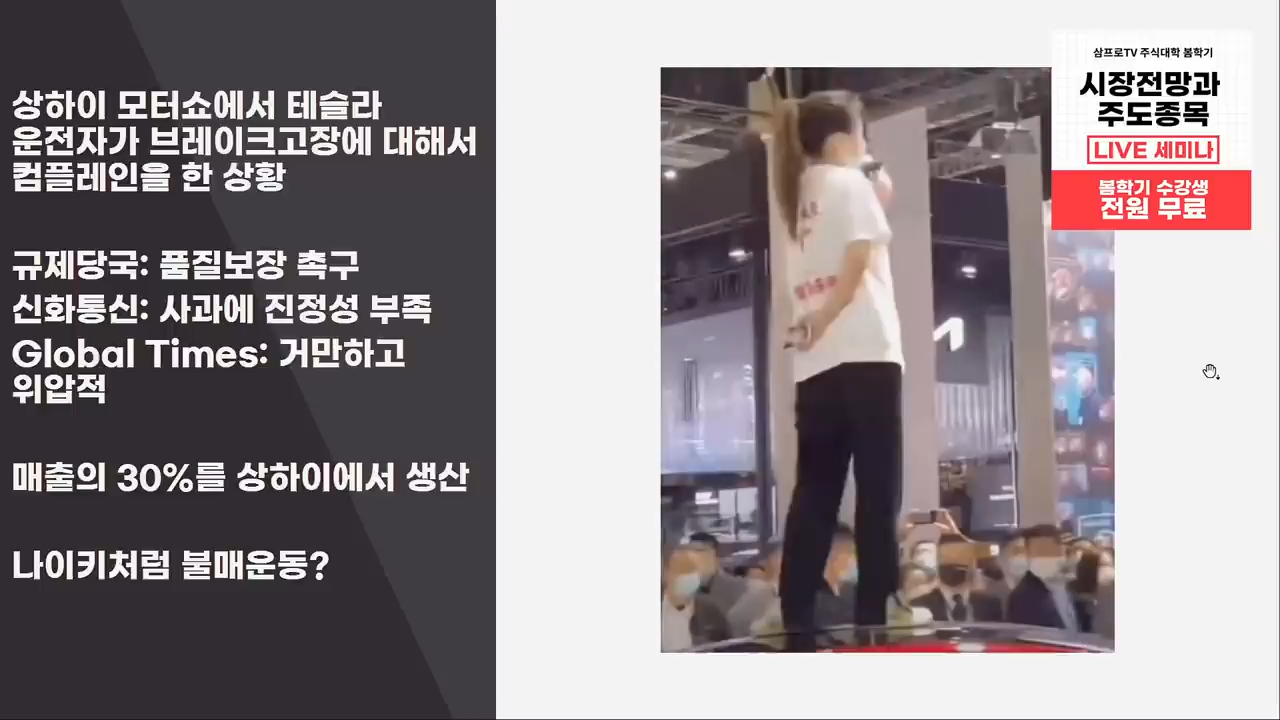 상하이 모터쇼에서 테슬라
운전자가 브레이크고장에 대해서
컴플레인을 한 상황
규제당국: 품질보장 촉구
신화통신: 사과에 진정성 부족
Global Times: 거만하고
위압적
매출의 30%를 상하이에서 생산
나이키처럼 불매운동?
삼프로TV 주식대학 봄학기
시장전망과
주도종목
LIVE 세미나
봄학기 수강생
전원 무료